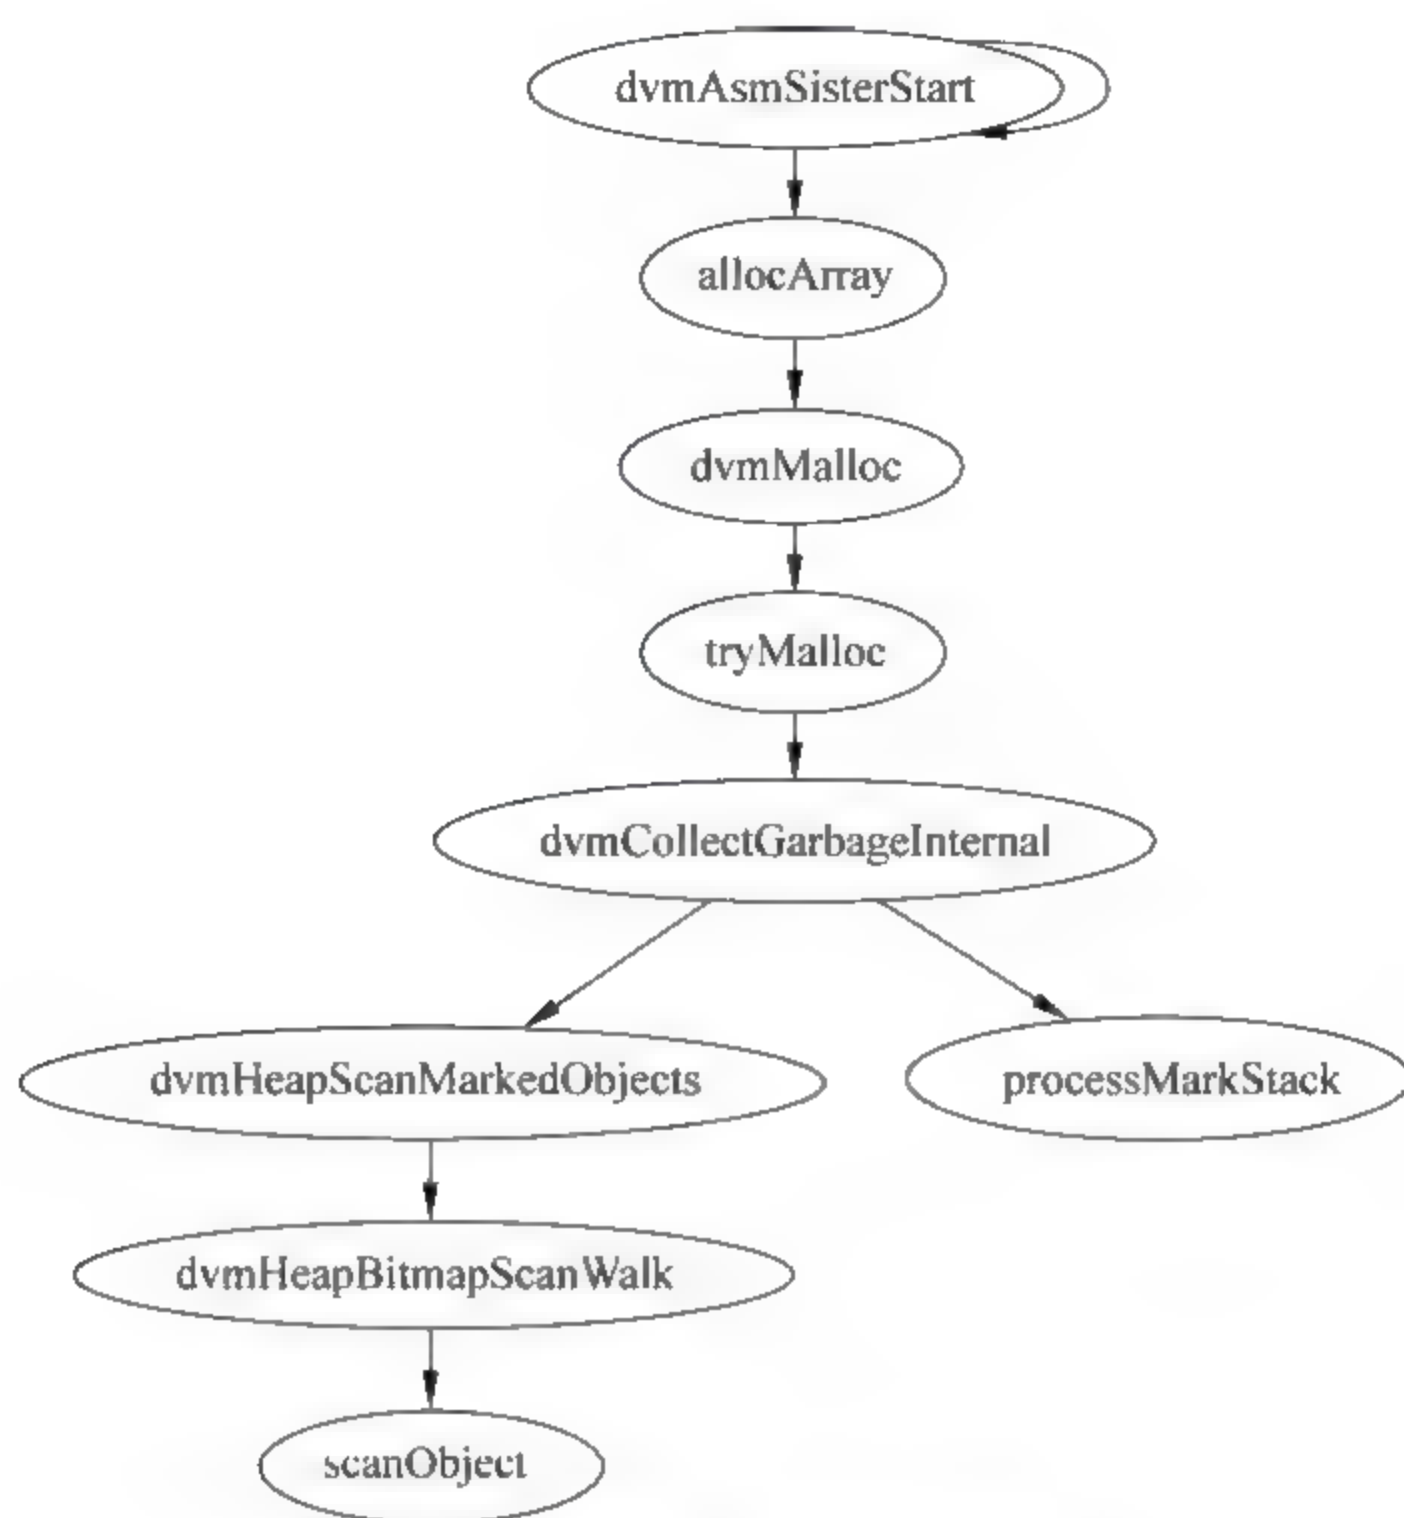 dvmAsmSisterStart
allocArray
dvmMalloc
tryMalloc
dvmCollectGarbageInternal
dvmHeapScanMarkedObjects
processMarkStack
dvmHeapBitmapScanWalk
scanObject